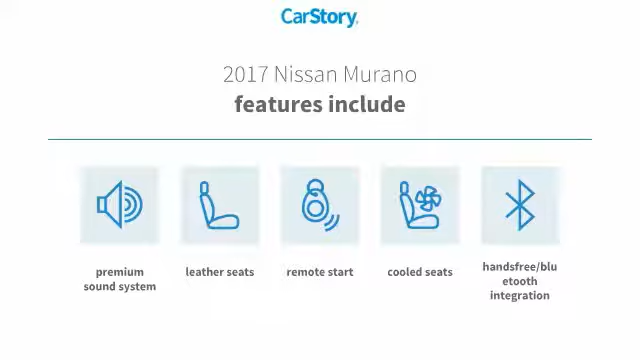 CarStory.
2017 Nissan Murano
features include
premium
sound system
leather seats
remote start
cooled seats
handsfree/blu
etooth
integration